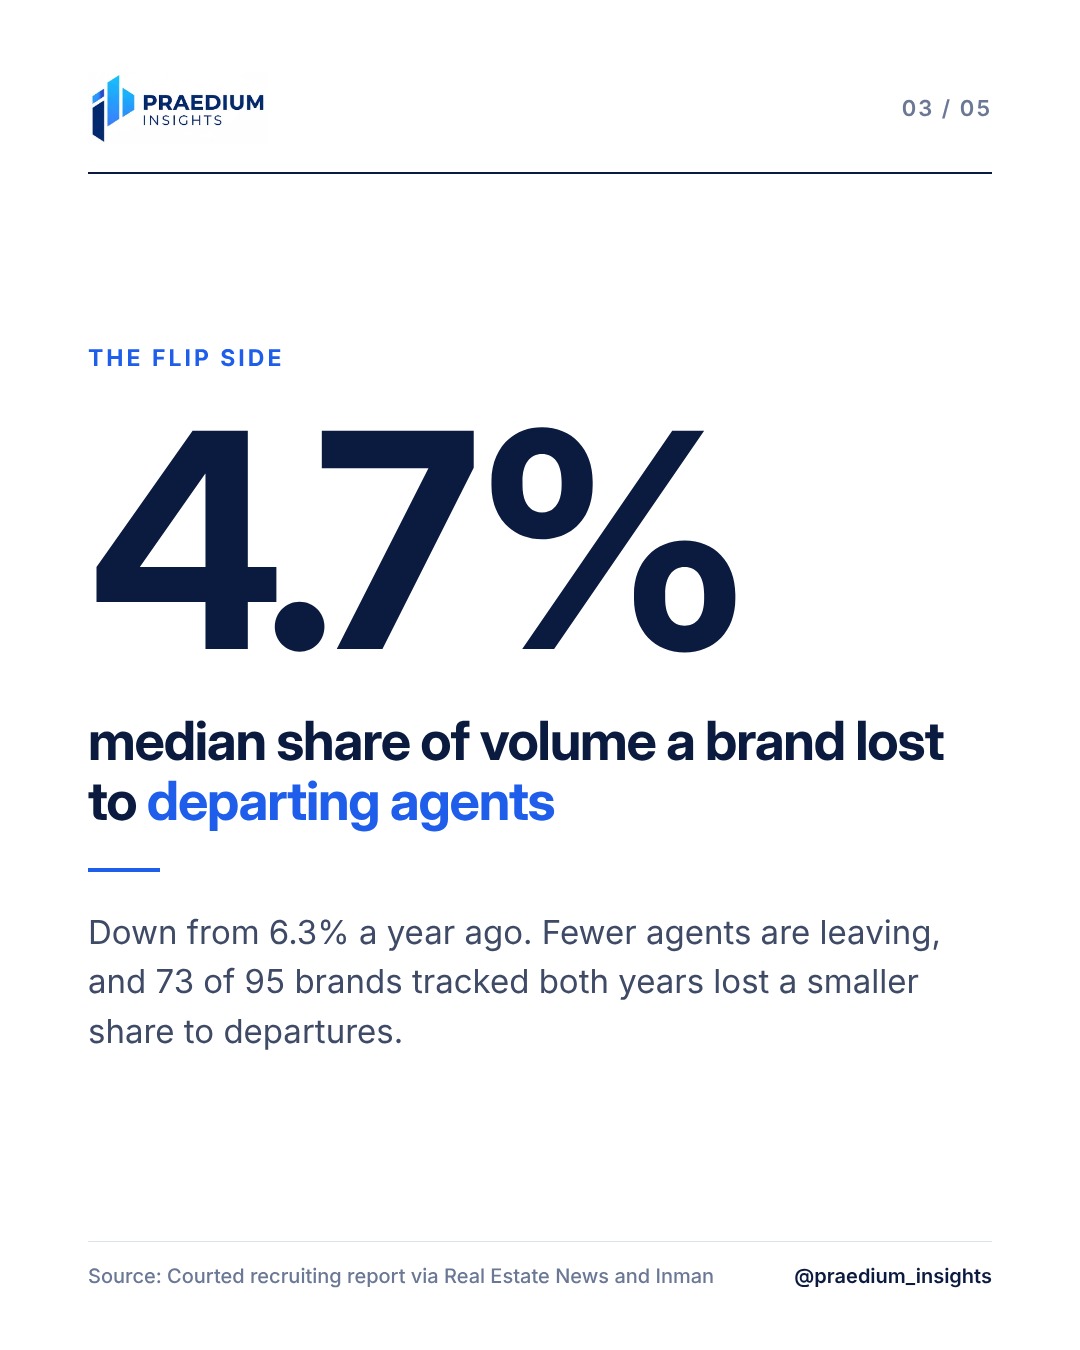 PRAEDIUM
INSIGHTS
03 / 05
THE FLIP SIDE
4.7%
median share of volume a brand lost
to departing agents
Down from 6.3% a year ago. Fewer agents are leaving,
and 73 of 95 brands tracked both years lost a smaller
share to departures.
Source: Courted recruiting report via Real Estate News and Inman
@praedium_insights